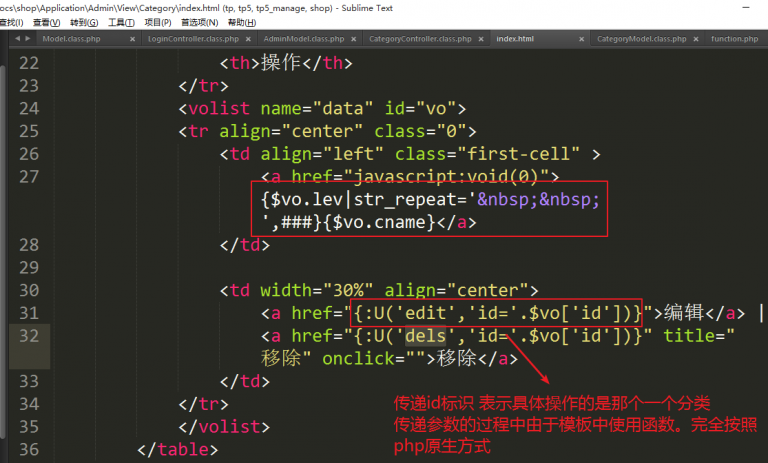 ocs\shop\Application\Admin\View\Category\index.html (tp, tp5, tp5_manage, shop) - Sublime Text
查找(I) 查看(V) 转到(G) 工具(T) 项目(P) 首选项(N) 帮助(H)
Model.class.php × LoginController.class.php × AdminModel.class.php × CategoryController.class.php × index.html × CategoryModel.class.php × function.php
22 <th>操作</th>
23 </tr>
24 <volist name="data" id="vo">
25 <tr align="center" class="0">
26 <td align="left" class="first-cell" >
27 <a href="javascript:void(0)">
{$vo.lev|str_repeat='&nbsp;&nbsp;
',###}{$vo.cname}</a>
28 </td>
29
30 <td width="30%" align="center">
31 <a href="{:U('edit','id='.$vo['id'])}">编辑</a> |
32 <a href="{:U('dels','id='.$vo['id'])}" title="
移除" onclick="">移除</a>
33 </td>
34 </tr>
35 </volist>
36 </table>
传递id标识 表示具体操作的是那个一个分类
传递参数的过程中由于模板中使用函数。完全按照
php原生方式